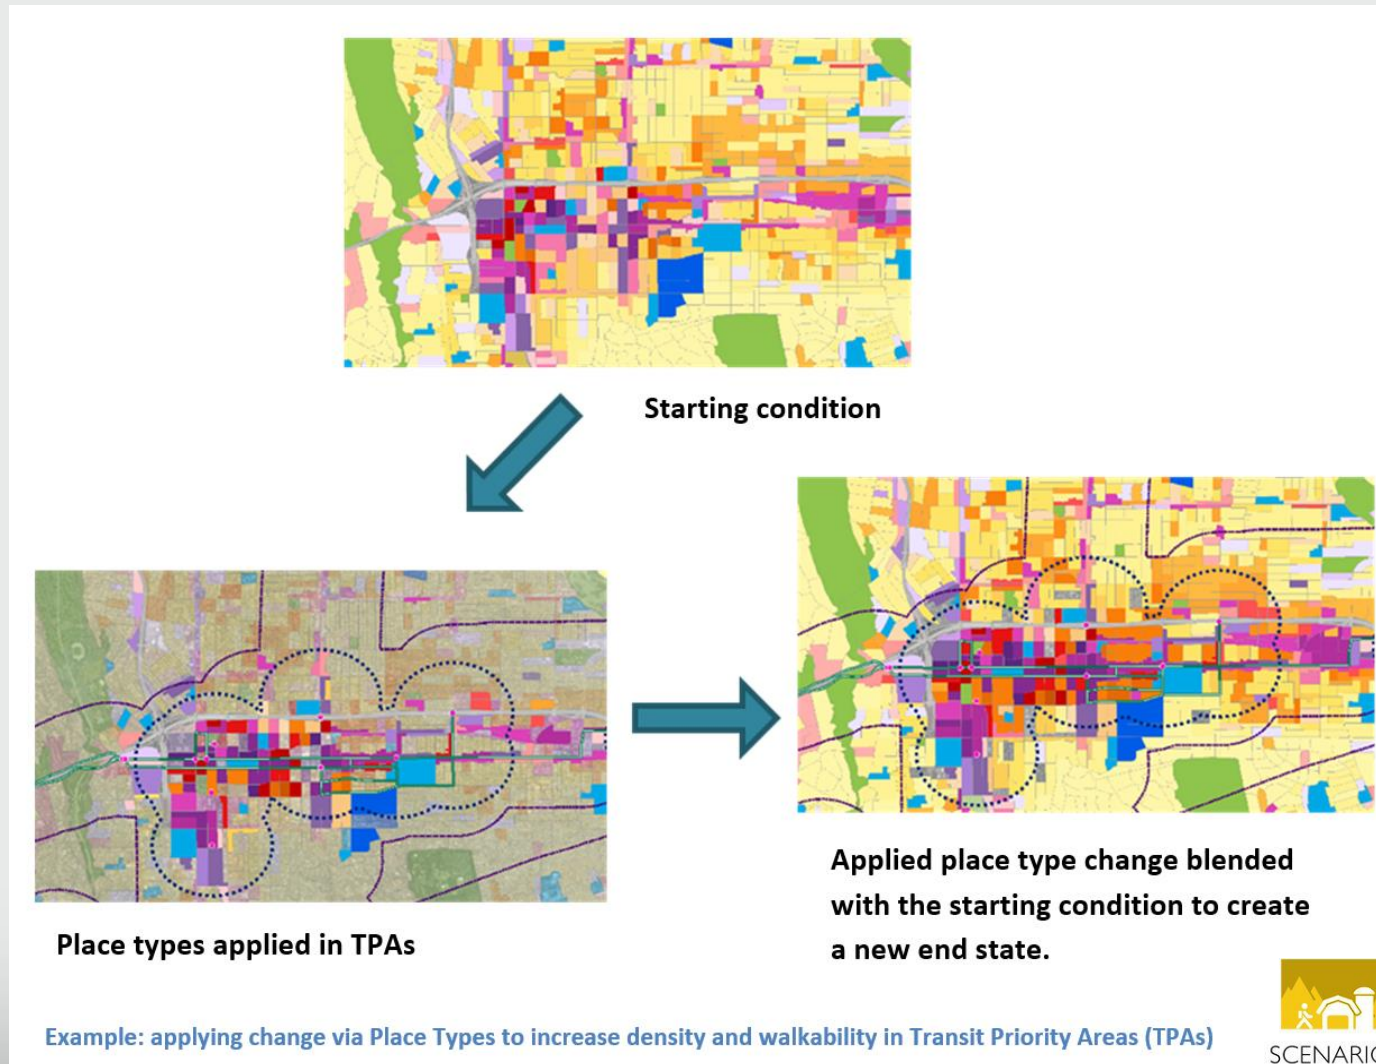 Starting condition
Place types applied in TPAs
Applied place type change blended
with the starting condition to create
a new end state.
Example: applying change via Place Types to increase density and walkability in Transit Priority Areas (TPAs)